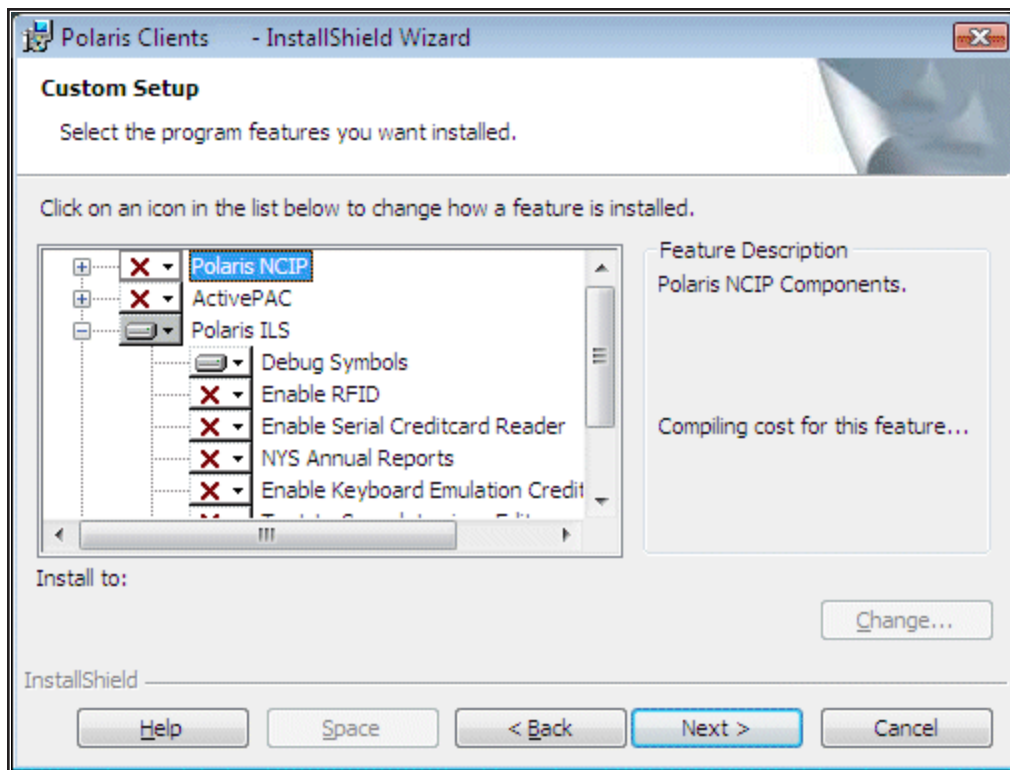 Polaris Clients - InstallShield Wizard
Custom Setup
Select the program features you want installed.
Click on an icon in the list below to change how a feature is installed.
Polaris NCIP
ActivePAC
Polaris ILS
Debug Symbols
Enable RFID
Enable Serial Creditcard Reader
NYS Annual Reports
Enable Keyboard Emulation Credit
Feature Description
Polaris NCIP Components.
Compiling cost for this feature...
Install to:
Change...
InstallShield
Help
Space
< Back
Next >
Cancel